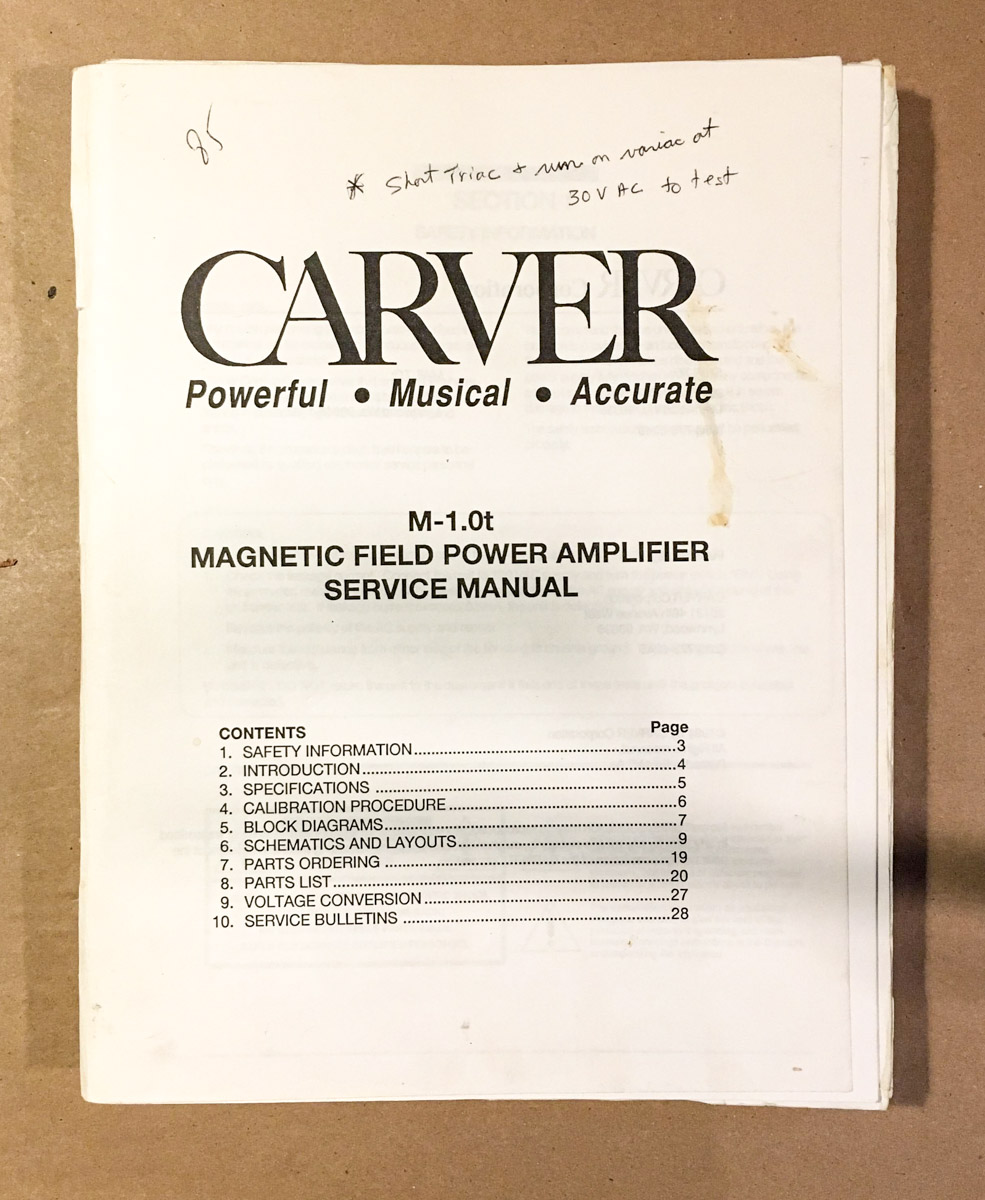 85
* Short Triac & run on variac at
30 V AC to test
CARVER
Powerful • Musical • Accurate
M-1.0t
MAGNETIC FIELD POWER AMPLIFIER
SERVICE MANUAL
CONTENTS Page
1. SAFETY INFORMATION 3
2. INTRODUCTION 4
3. SPECIFICATIONS 5
4. CALIBRATION PROCEDURE 6
5. BLOCK DIAGRAMS 7
6. SCHEMATICS AND LAYOUTS 9
7. PARTS ORDERING 19
8. PARTS LIST 20
9. VOLTAGE CONVERSION 27
10. SERVICE BULLETINS 28